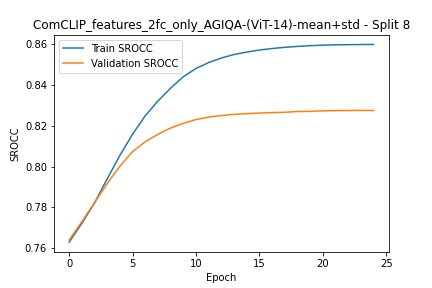 ComCLIP_features_2fc_only_AGIQA-(ViT-14)-mean+std - Split 8
Train SROCC
Validation SROCC
SROCC
0.86
0.84
0.82
0.80
0.78
0.76
0
5
10
15
20
25
Epoch